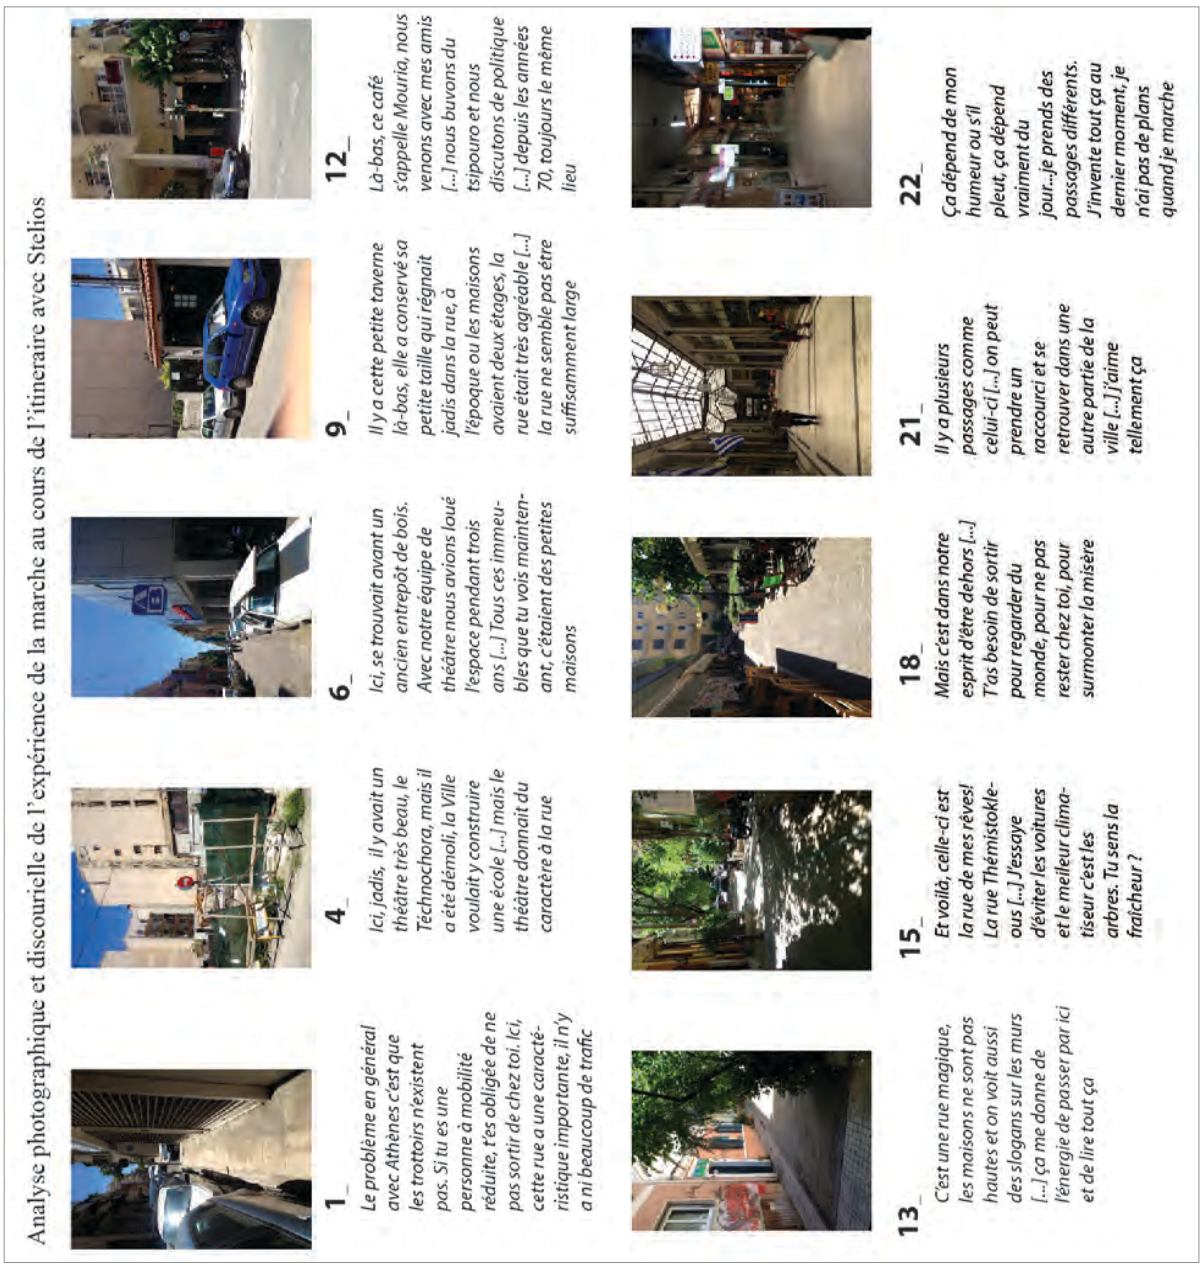 Analyse photographique et discourielle de l'expérience de la marche au cours de l'itineraire avec Stelios
1_
Le problème en général
avec Athènes c'est que
les trottoirs n'existent
pas. Si tu es une
personne à mobilité
réduite, t'es obligée de ne
pas sortir de chez toi. Ici,
cette rue a une caracté-
ristique importante, il n'y
a ni beaucoup de trafic
4_
Ici, jadis, il y avait un
théâtre très beau, le
Technochora, mais il
a été démoli, la Ville
voulait y construire
une école [...] mais le
théâtre donnait du
caractère à la rue
6_
Ici, se trouvait avant un
ancien entrepôt de bois.
Avec notre équipe de
théâtre nous avions loué
l'espace pendant trois
ans [...] Tous ces immeu-
bles que tu vois mainten-
ant, c'étaient des petites
maisons
9_
Il y a cette petite taverne
là-bas, elle a conservé sa
petite taille qui régnait
jadis dans la rue, à
l'époque ou les maisons
avaient deux étages, la
rue était très agréable [...]
la rue ne semble pas être
suffisamment large
12_
Là-bas, ce café
s'appelle Mouria, nous
venons avec mes amis
[...] nous buvons du
tsipouro et nous
discutons de politique
[...] depuis les années
70, toujours le même
lieu
13_
C'est une rue magique,
les maisons ne sont pas
hautes et on voit aussi
des slogans sur les murs
[...] ça me donne de
l'énergie de passer par ici
et de lire tout ça
15_
Et voilà, celle-ci est
la rue de mes rêves!
La rue Thémistokle-
ous [...] J'essaye
d'éviter les voitures
et le meilleur clima-
tiseur c'est les
arbres. Tu sens la
fraîcheur ?
18_
Mais c'est dans notre
esprit d'être dehors [...]
T'as besoin de sortir
pour regarder du
monde, pour ne pas
rester chez toi, pour
surmonter la misère
21_
Il y a plusieurs
passages comme
celui-ci [...] on peut
prendre un
raccourci et se
retrouver dans une
autre partie de la
ville [...] j'aime
tellement ça
22_
Ça dépend de mon
humeur ou s'il
pleut, ça dépend
vraiment du
jour...je prends des
passages différents.
J'invente tout ça au
dernier moment, je
n'ai pas de plans
quand je marche